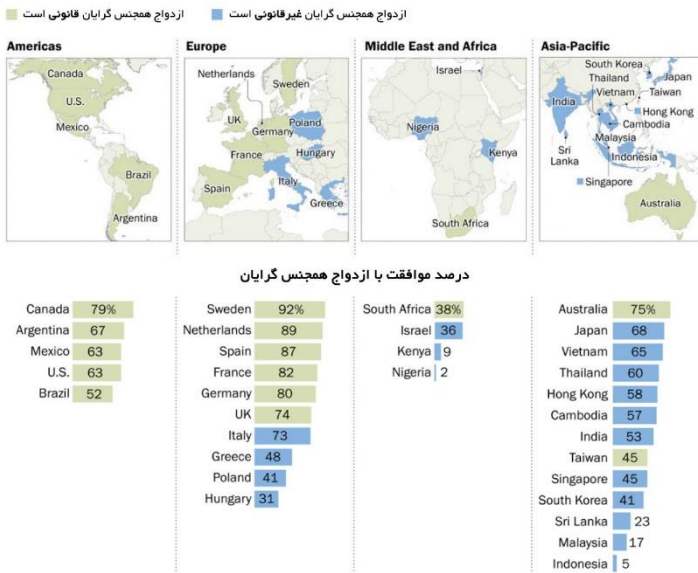 ازدواج همجنس گرایان قانونی است
ازدواج همجنس گرایان غیرقانونی است
Americas
Canada
U.S.
Mexico
Brazil
Argentina
Europe
Netherlands
Sweden
UK
Poland
Germany
France
Hungary
Spain
Italy
Greece
Middle East and Africa
Israel
Nigeria
Kenya
South Africa
Asia-Pacific
South Korea
Thailand
Japan
Vietnam
Taiwan
India
Hong Kong
Cambodia
Malaysia
Sri Lanka
Indonesia
Singapore
Australia
درصد موافقت با ازدواج همجنس گرایان
Canada 79%
Argentina 67
Mexico 63
U.S. 63
Brazil 52
Sweden 92%
Netherlands 89
Spain 87
France 82
Germany 80
UK 74
Italy 73
Greece 48
Poland 41
Hungary 31
South Africa 38%
Israel 36
Kenya 9
Nigeria 2
Australia 75%
Japan 68
Vietnam 65
Thailand 60
Hong Kong 58
Cambodia 57
India 53
Taiwan 45
Singapore 45
South Korea 41
Sri Lanka 23
Malaysia 17
Indonesia 5